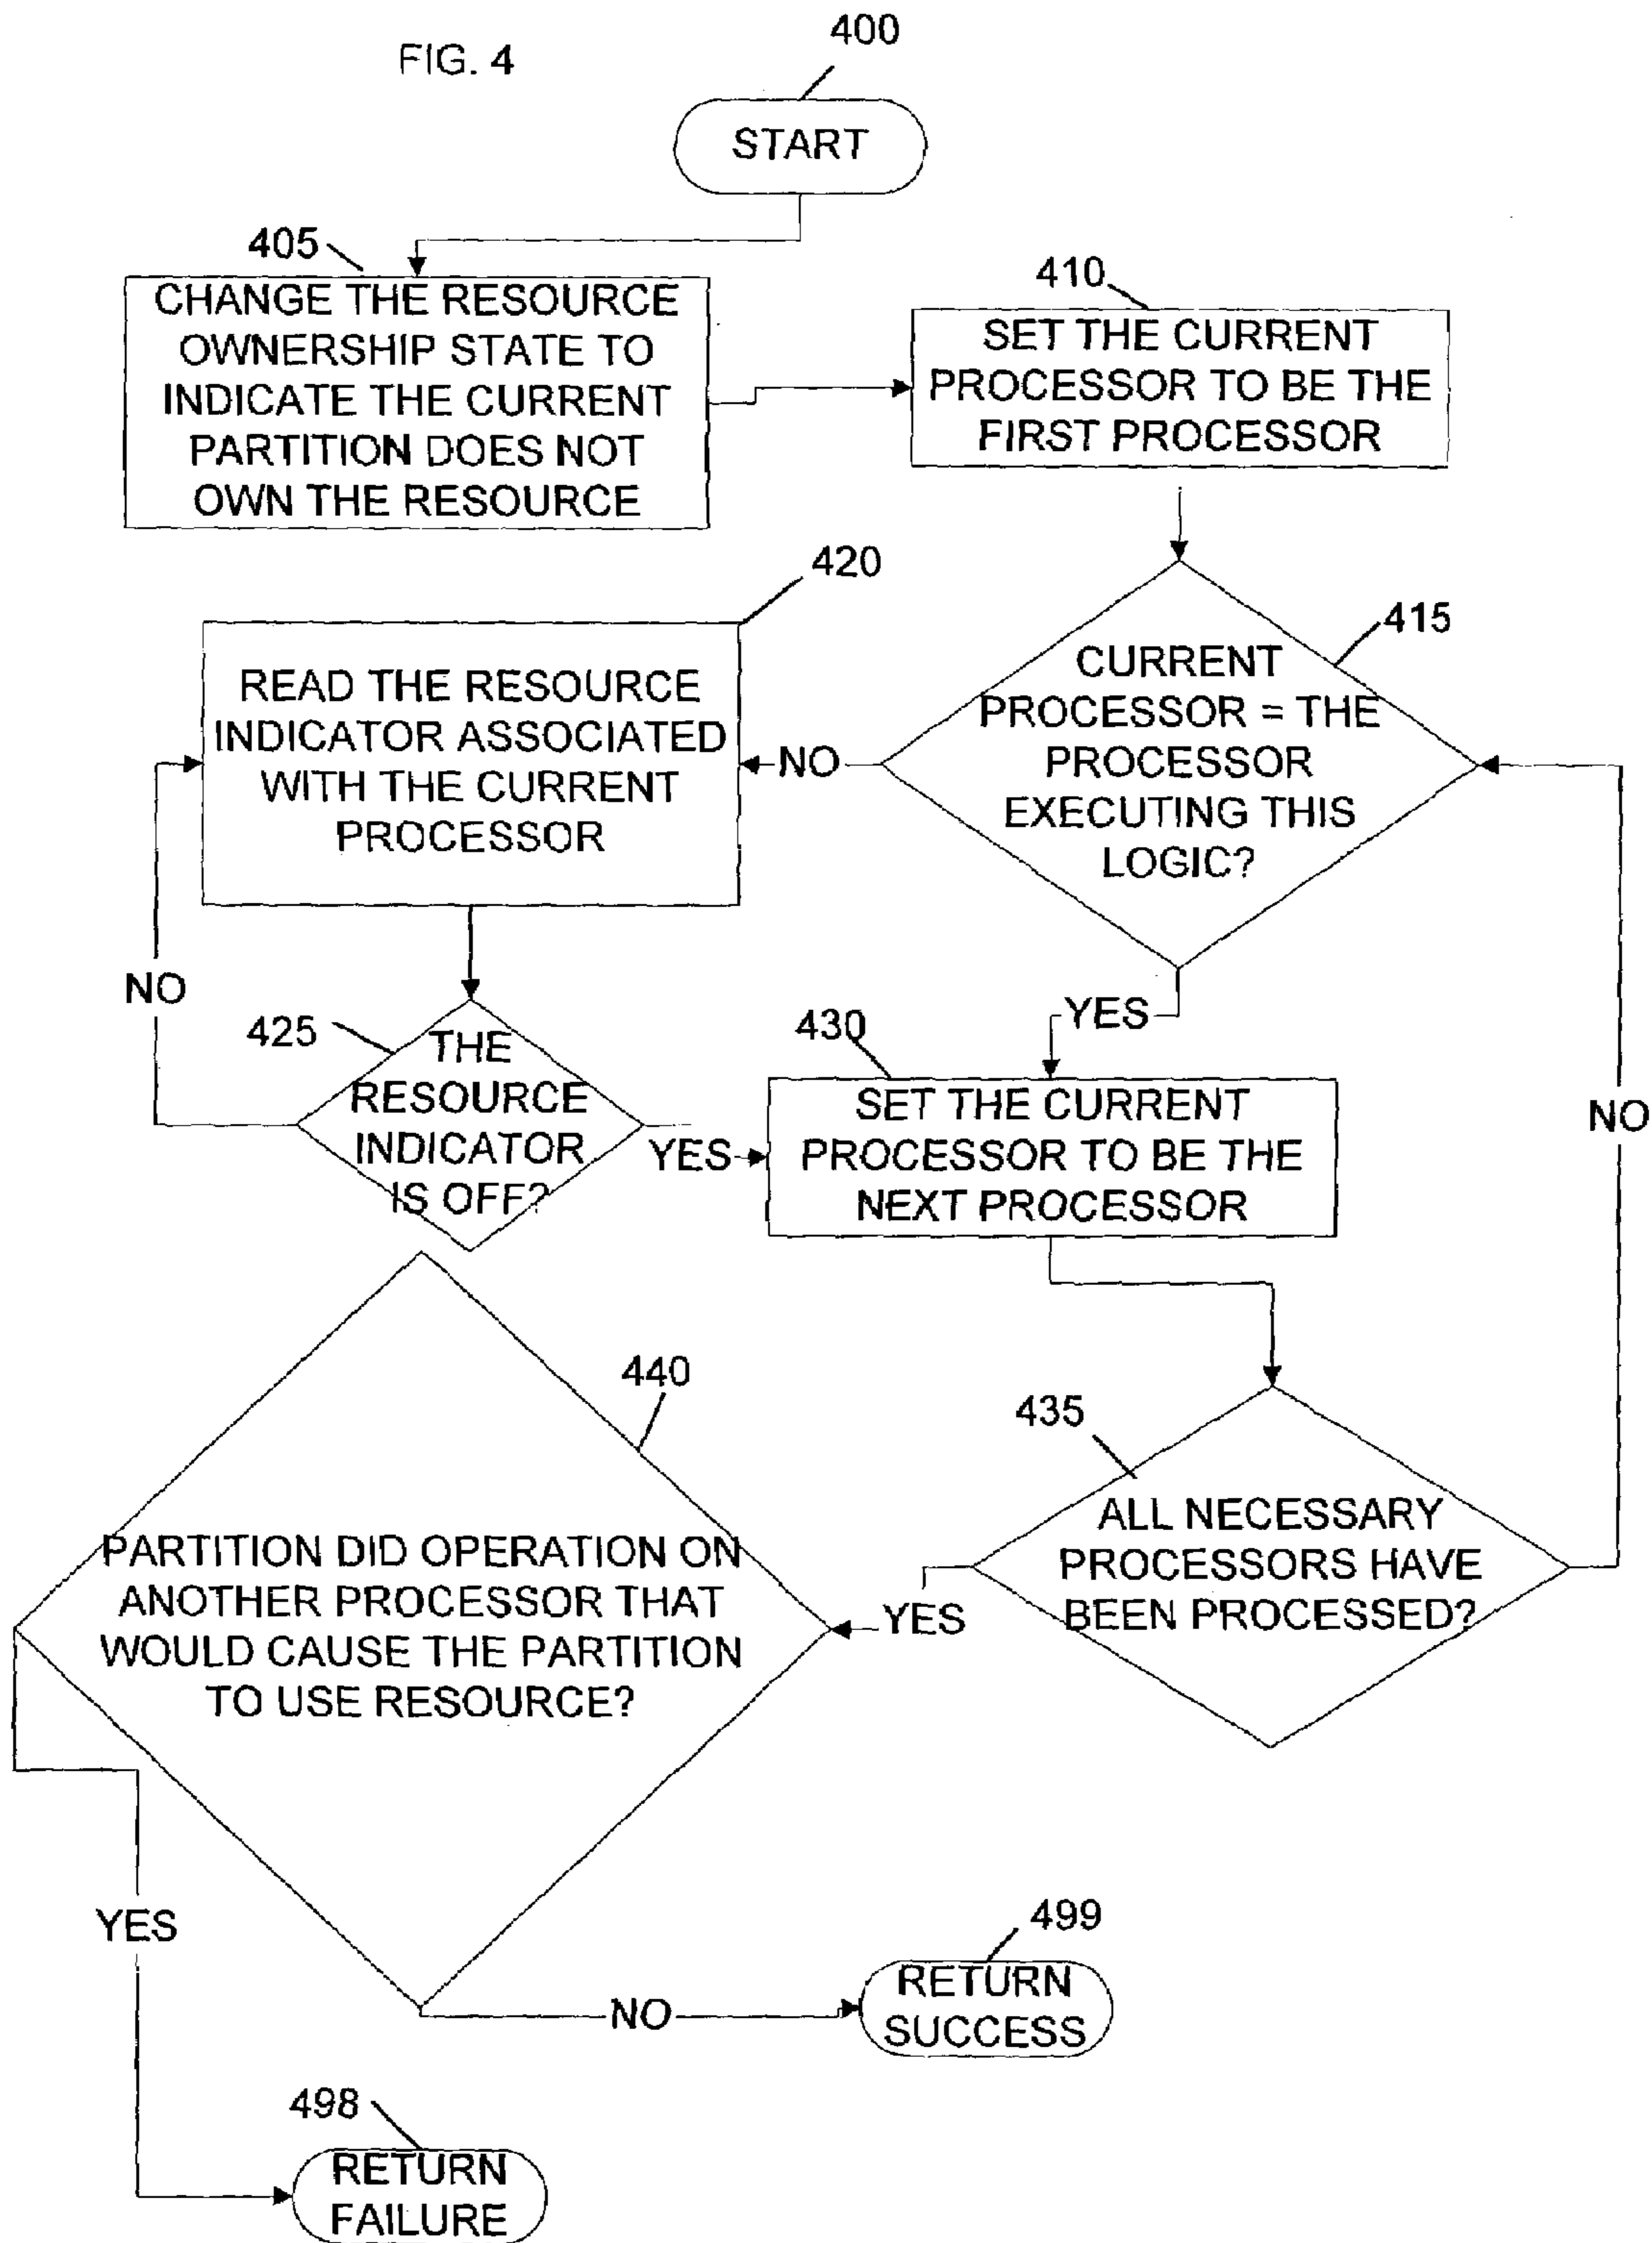 FIG. 4
400
START
405
CHANGE THE RESOURCE
OWNERSHIP STATE TO
INDICATE THE CURRENT
PARTITION DOES NOT
OWN THE RESOURCE
410
SET THE CURRENT
PROCESSOR TO BE THE
FIRST PROCESSOR
415
CURRENT
PROCESSOR = THE
PROCESSOR
EXECUTING THIS
LOGIC?
NO
420
READ THE RESOURCE
INDICATOR ASSOCIATED
WITH THE CURRENT
PROCESSOR
NO
425
THE
RESOURCE
INDICATOR
IS OFF?
YES
YES
430
SET THE CURRENT
PROCESSOR TO BE THE
NEXT PROCESSOR
NO
435
ALL NECESSARY
PROCESSORS HAVE
BEEN PROCESSED?
YES
440
PARTITION DID OPERATION ON
ANOTHER PROCESSOR THAT
WOULD CAUSE THE PARTITION
TO USE RESOURCE?
YES
NO
499
RETURN
SUCCESS
498
RETURN
FAILURE